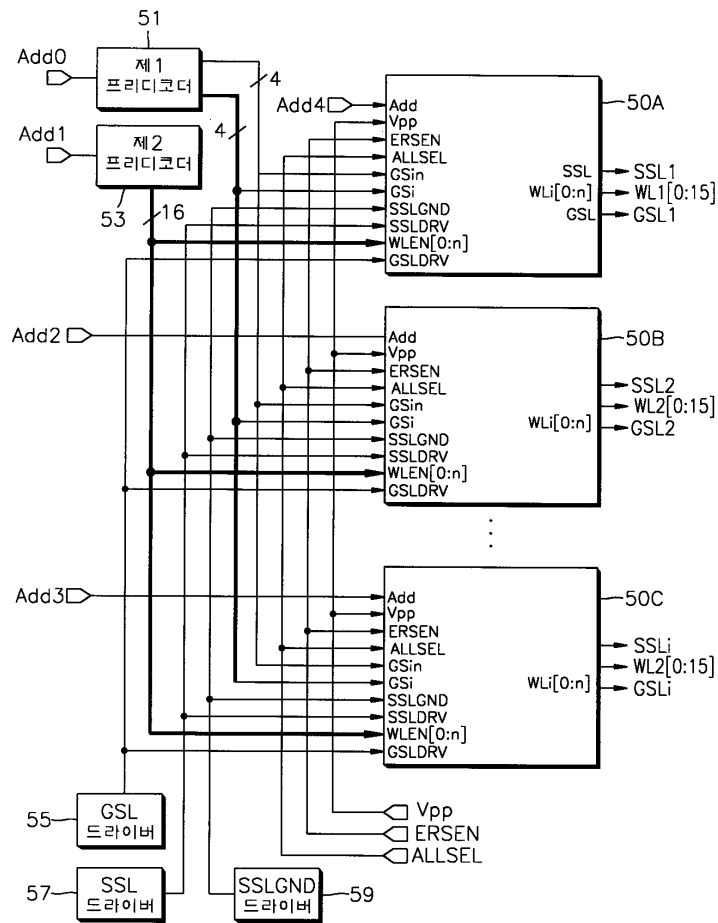 51
Add0
제1
프리디코더
4
Add1
제2
프리디코더
53
4
16
Add4
50A
Add
Vpp
ERSEN
ALLSEL
GSin
GSi
SSLGND
SSLDRV
WLEN[0:n]
GSLDRV
SSL
WLi[0:n]
GSL
SSL1
WL1[0:15]
GSL1
Add2
50B
Add
Vpp
ERSEN
ALLSEL
GSin
GSi
SSLGND
SSLDRV
WLEN[0:n]
GSLDRV
WLi[0:n]
SSL2
WL2[0:15]
GSL2
Add3
50C
Add
Vpp
ERSEN
ALLSEL
GSin
GSi
SSLGND
SSLDRV
WLEN[0:n]
GSLDRV
WLi[0:n]
SSLi
WL2[0:15]
GSLi
55
GSL
드라이버
Vpp
ERSEN
ALLSEL
57
SSL
드라이버
SSLGND
드라이버
59